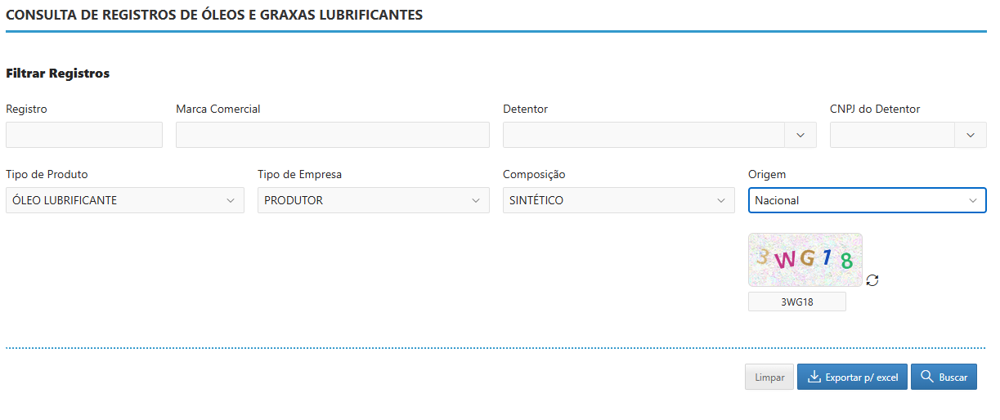 CONSULTA DE REGISTROS DE ÓLEOS E GRAXAS LUBRIFICANTES
Filtrar Registros
Registro Marca Comercial Detentor CNPJ do Detentor
Tipo de Produto Tipo de Empresa Composição Origem
ÓLEO LUBRIFICANTE PRODUTOR SINTÉTICO Nacional
3WG18
3WG18
Limpar Exportar p/ excel Buscar